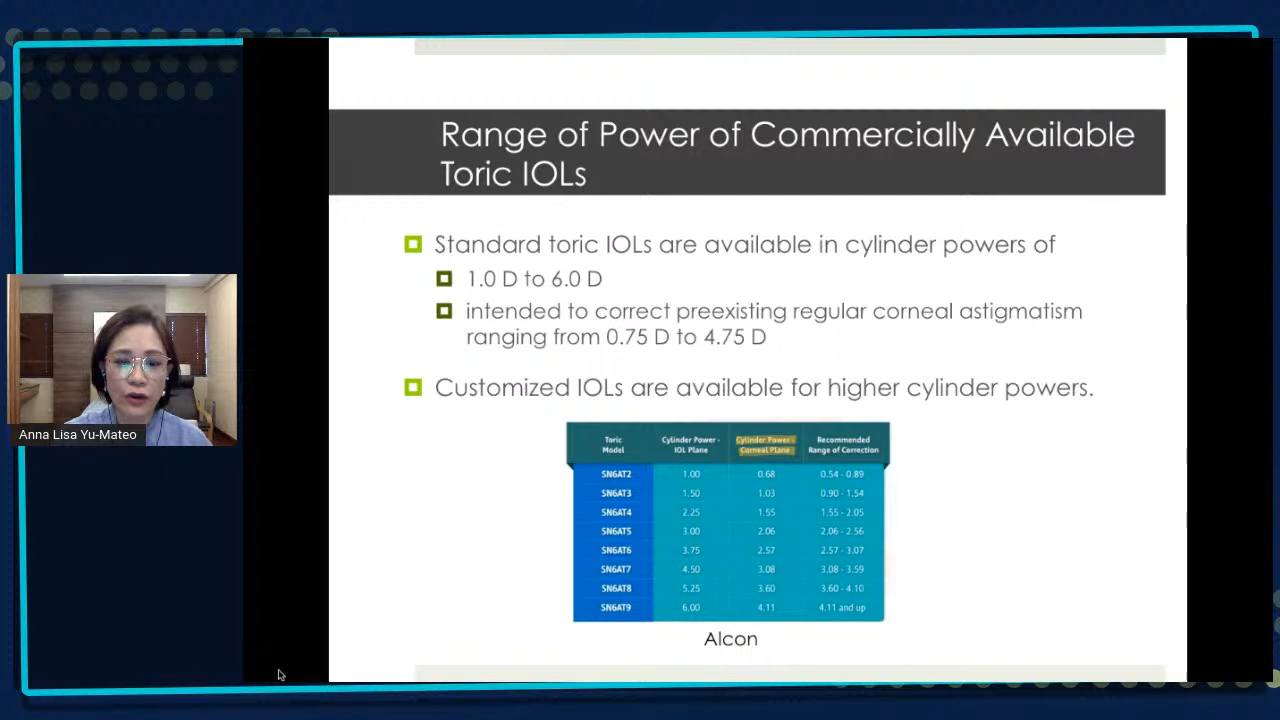 Range of Power of Commercially Available
Toric IOLs
Standard toric IOLs are available in cylinder powers of
1.0 D to 6.0 D
intended to correct preexisting regular corneal astigmatism
ranging from 0.75 D to 4.75 D
Customized IOLs are available for higher cylinder powers.
Toric Model Cylinder Power - IOL Plane Cylinder Power - Corneal Plane Recommended Range of Correction
SN6AT2 1.00 0.68 0.54 - 0.89
SN6AT3 1.50 1.03 0.90 - 1.54
SN6AT4 2.25 1.55 1.55 - 2.05
SN6AT5 3.00 2.06 2.06 - 2.56
SN6AT6 3.75 2.57 2.57 - 3.07
SN6AT7 4.50 3.08 3.08 - 3.59
SN6AT8 5.25 3.60 3.60 - 4.10
SN6AT9 6.00 4.11 4.11 and up
Alcon
Anna Lisa Yu-Mateo